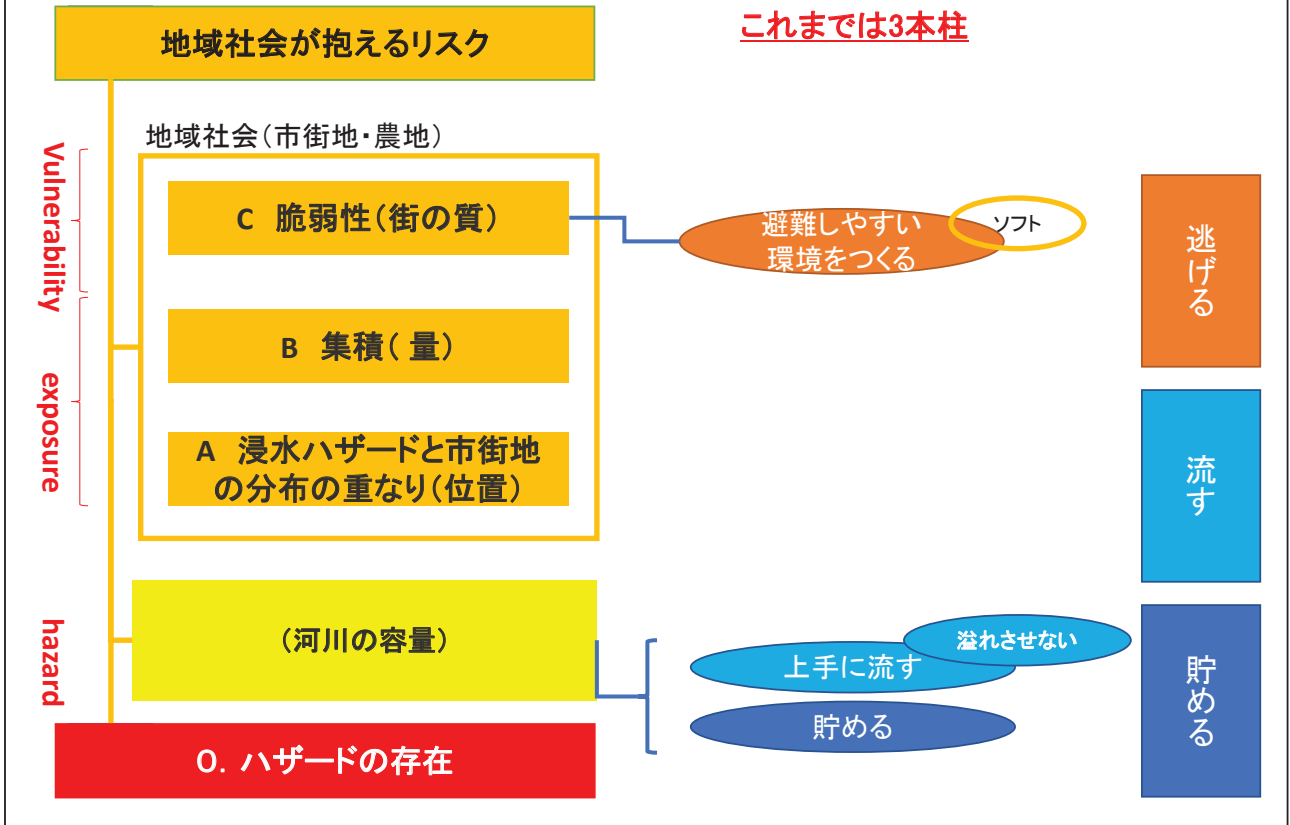 地域社会が抱えるリスク
これまでは3本柱
地域社会(市街地・農地)
Vulnerability
C 脆弱性(街の質)
避難しやすい
環境をつくる
ソフト
逃げる
B 集積( 量)
exposure
A 浸水ハザードと市街地
の分布の重なり(位置)
流す
hazard
(河川の容量)
溢れさせない
上手に流す
貯める
貯める
0. ハザードの存在